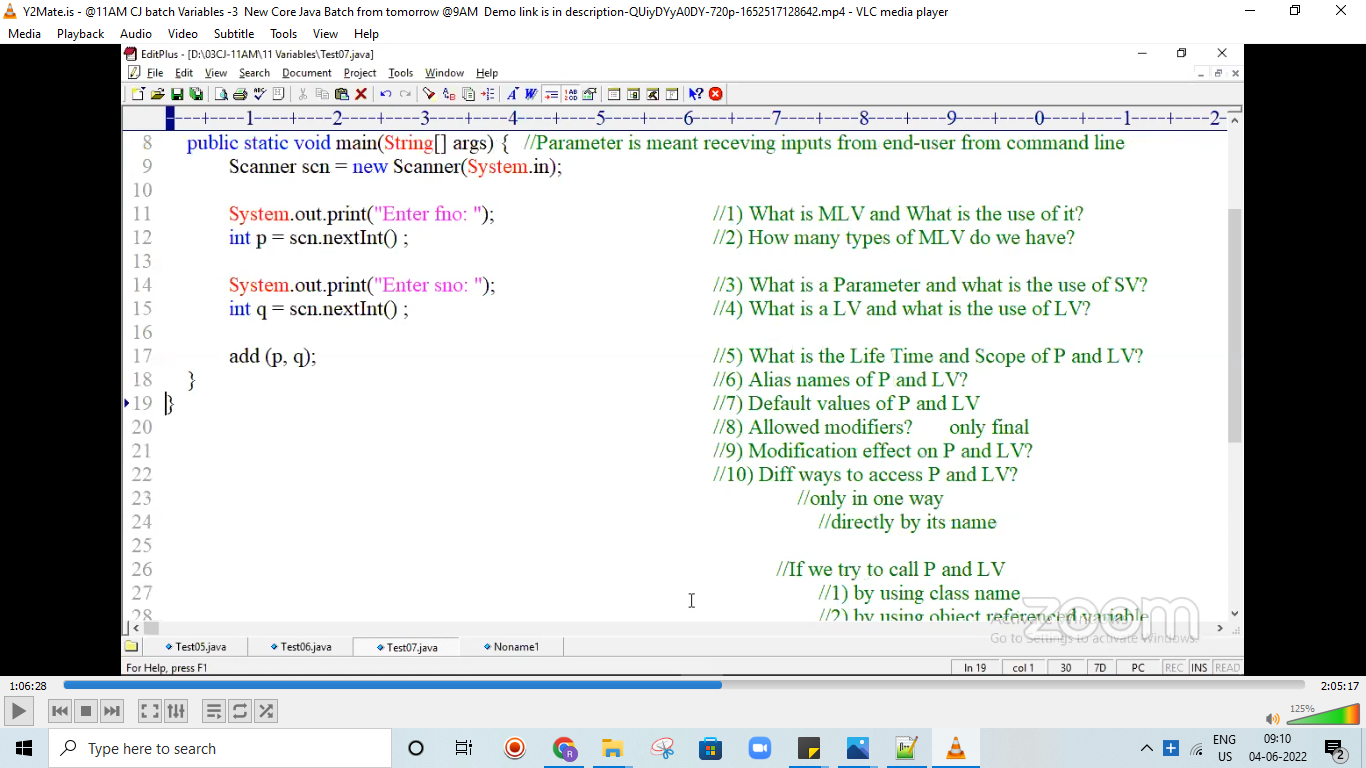 Y2Mate.is - @11AM CJ batch Variables -3  New Core Java Batch from tomorrow @9AM  Demo link is in description-QUiyDYyA0DY-720p-1652517128642.mp4 - VLC media player
Media Playback Audio Video Subtitle Tools View Help
EditPlus - [D:\03CJ-11AM\11 Variables\Test07.java]
File Edit View Search Document Project Tools Window Help
----+----1----+----2----+----3----+----4----+----5----+----6----+----7----+----8----+----9----+----0----+----1----+----2-
8 public static void main(String[] args) { //Parameter is meant receving inputs from end-user from command line
9 Scanner scn = new Scanner(System.in);
10
11 System.out.print("Enter fno: "); //1) What is MLV and What is the use of it?
12 int p = scn.nextInt() ; //2) How many types of MLV do we have?
13
14 System.out.print("Enter sno: "); //3) What is a Parameter and what is the use of SV?
15 int q = scn.nextInt() ; //4) What is a LV and what is the use of LV?
16
17 add (p, q); //5) What is the Life Time and Scope of P and LV?
18 } //6) Alias names of P and LV?
19 } //7) Default values of P and LV
20 //8) Allowed modifiers? only final
21 //9) Modification effect on P and LV?
22 //10) Diff ways to access P and LV?
23 //only in one way
24 //directly by its name
25
26 //If we try to call P and LV
27 //1) by using class name
28 //2) by using object referenced variable
zoom
Go to Settings to activate Windows.
Test05.java Test06.java Test07.java Noname1
For Help, press F1 ln 19 col 1 30 7D PC REC INS READ
1:06:28 2:05:17
125%
Type here to search
ENG 09:10
US 04-06-2022 2